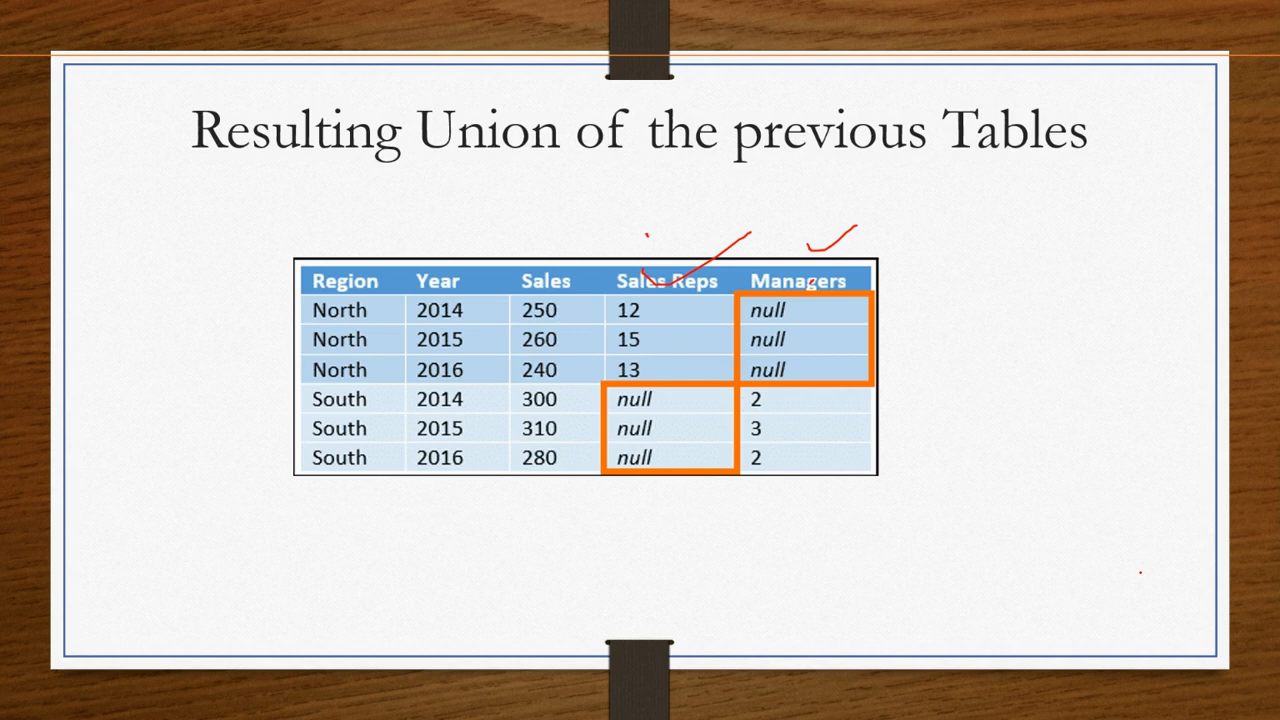 Resulting Union of the previous Tables
Region Year Sales Sales Reps Managers
North 2014 250 12 null
North 2015 260 15 null
North 2016 240 13 null
South 2014 300 null 2
South 2015 310 null 3
South 2016 280 null 2